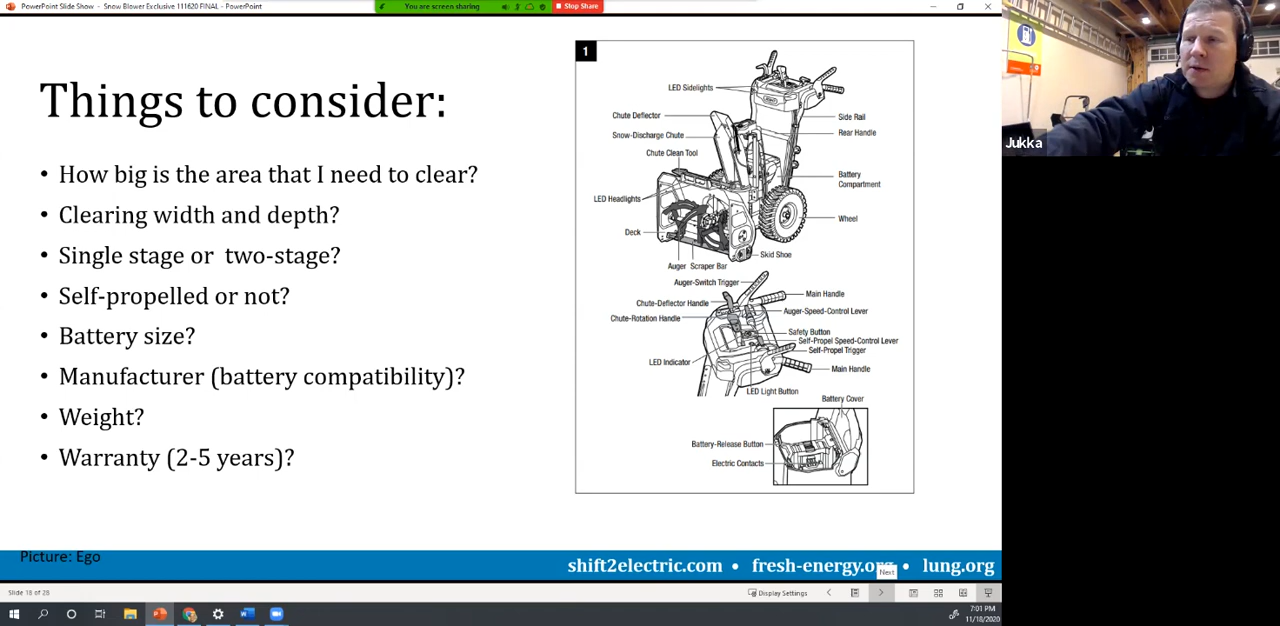 PowerPoint Slide Show - Snow Blower Exclusive 111620 FINAL - PowerPoint
You are screen sharing
Stop Share
Things to consider:
• How big is the area that I need to clear?
• Clearing width and depth?
• Single stage or two-stage?
• Self-propelled or not?
• Battery size?
• Manufacturer (battery compatibility)?
• Weight?
• Warranty (2-5 years)?
1
LED Sidelights
Chute Deflector
Side Rail
Snow-Discharge Chute
Rear Handle
Chute Clean Tool
Battery
Compartment
LED Headlights
Wheel
Deck
Skid Shoe
Auger
Scraper Bar
Auger-Switch Trigger
Main Handle
Chute-Deflector Handle
Auger-Speed-Control Lever
Chute-Rotation Handle
Safety Button
Self-Propel Speed-Control Lever
Self-Propel Trigger
LED Indicator
Main Handle
LED Light Button
Battery Cover
Battery-Release Button
Electric Contacts
Jukka
Picture: Ego
shift2electric.com • fresh-energy.org • lung.org
Next
Slide 18 of 28
Display Settings
7:01 PM
11/18/2020